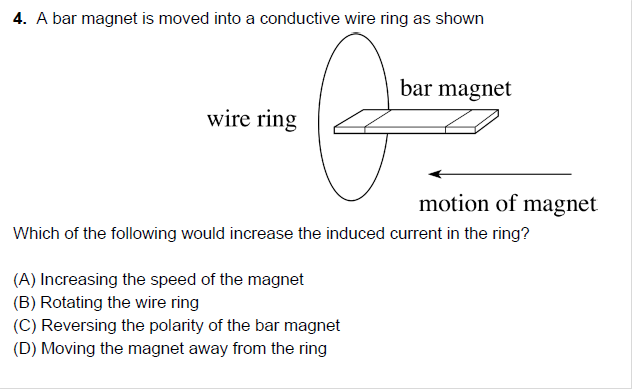 4. A bar magnet is moved into a conductive wire ring as shown
bar magnet
wire ring
motion of magnet
Which of the following would increase the induced current in the ring?
(A) Increasing the speed of the magnet
(B) Rotating the wire ring
(C) Reversing the polarity of the bar magnet
(D) Moving the magnet away from the ring